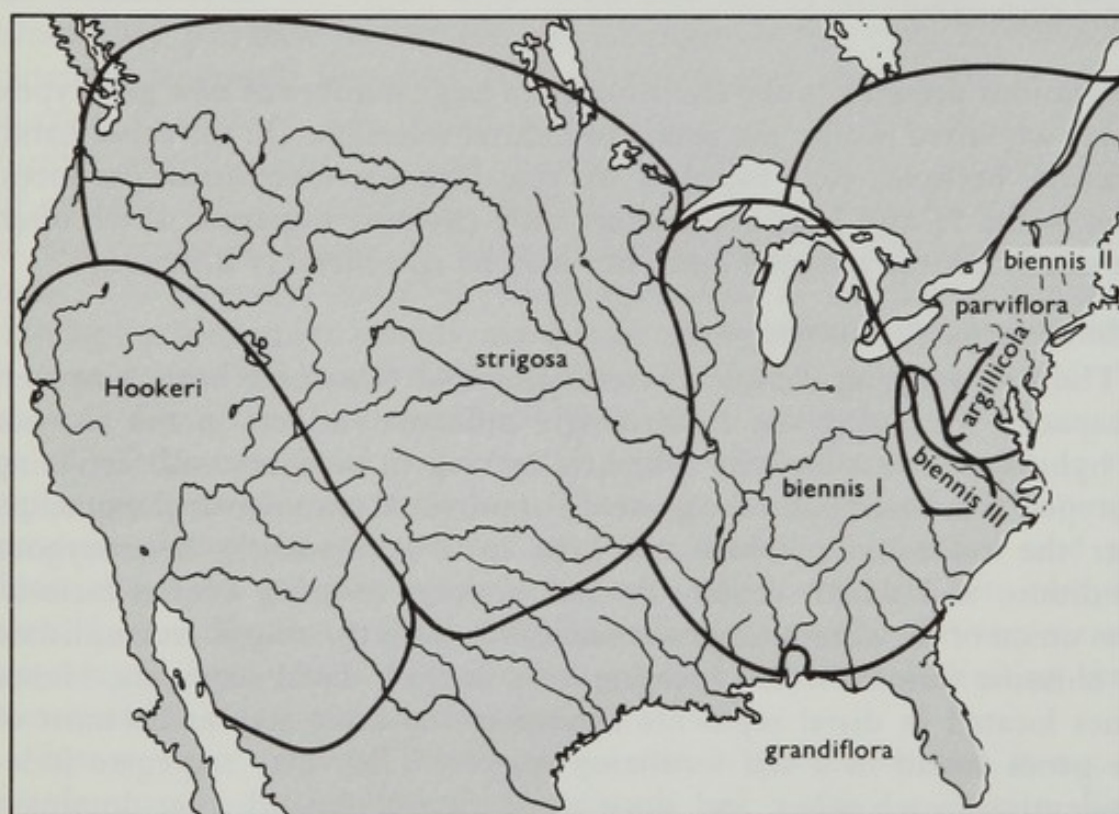 biennis II
parviflora
argillicola
strigosa
Hookeri
biennis I
biennis III
grandiflora